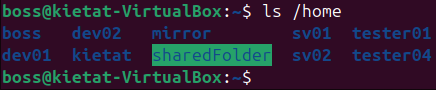 boss@kietat-VirtualBox:~$ ls /home
boss dev02 mirror sv01 tester01
dev01 kietat sharedFolder sv02 tester04
boss@kietat-VirtualBox:~$